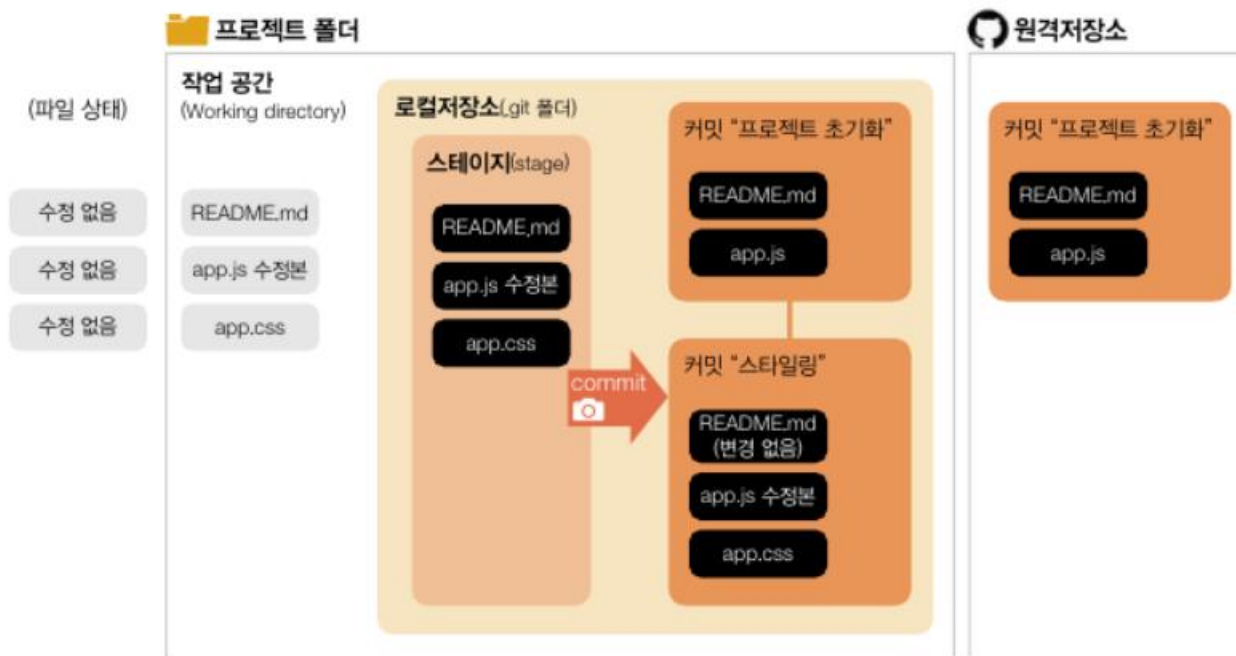 프로젝트 폴더
원격저장소
(파일 상태)
수정 없음
수정 없음
수정 없음
작업 공간
(Working directory)
README.md
app.js 수정본
app.css
로컬저장소(.git 폴더)
스테이지(stage)
README.md
app.js 수정본
app.css
commit
커밋 “프로젝트 초기화”
README.md
app.js
커밋 “스타일링”
README.md
(변경 없음)
app.js 수정본
app.css
커밋 “프로젝트 초기화”
README.md
app.js